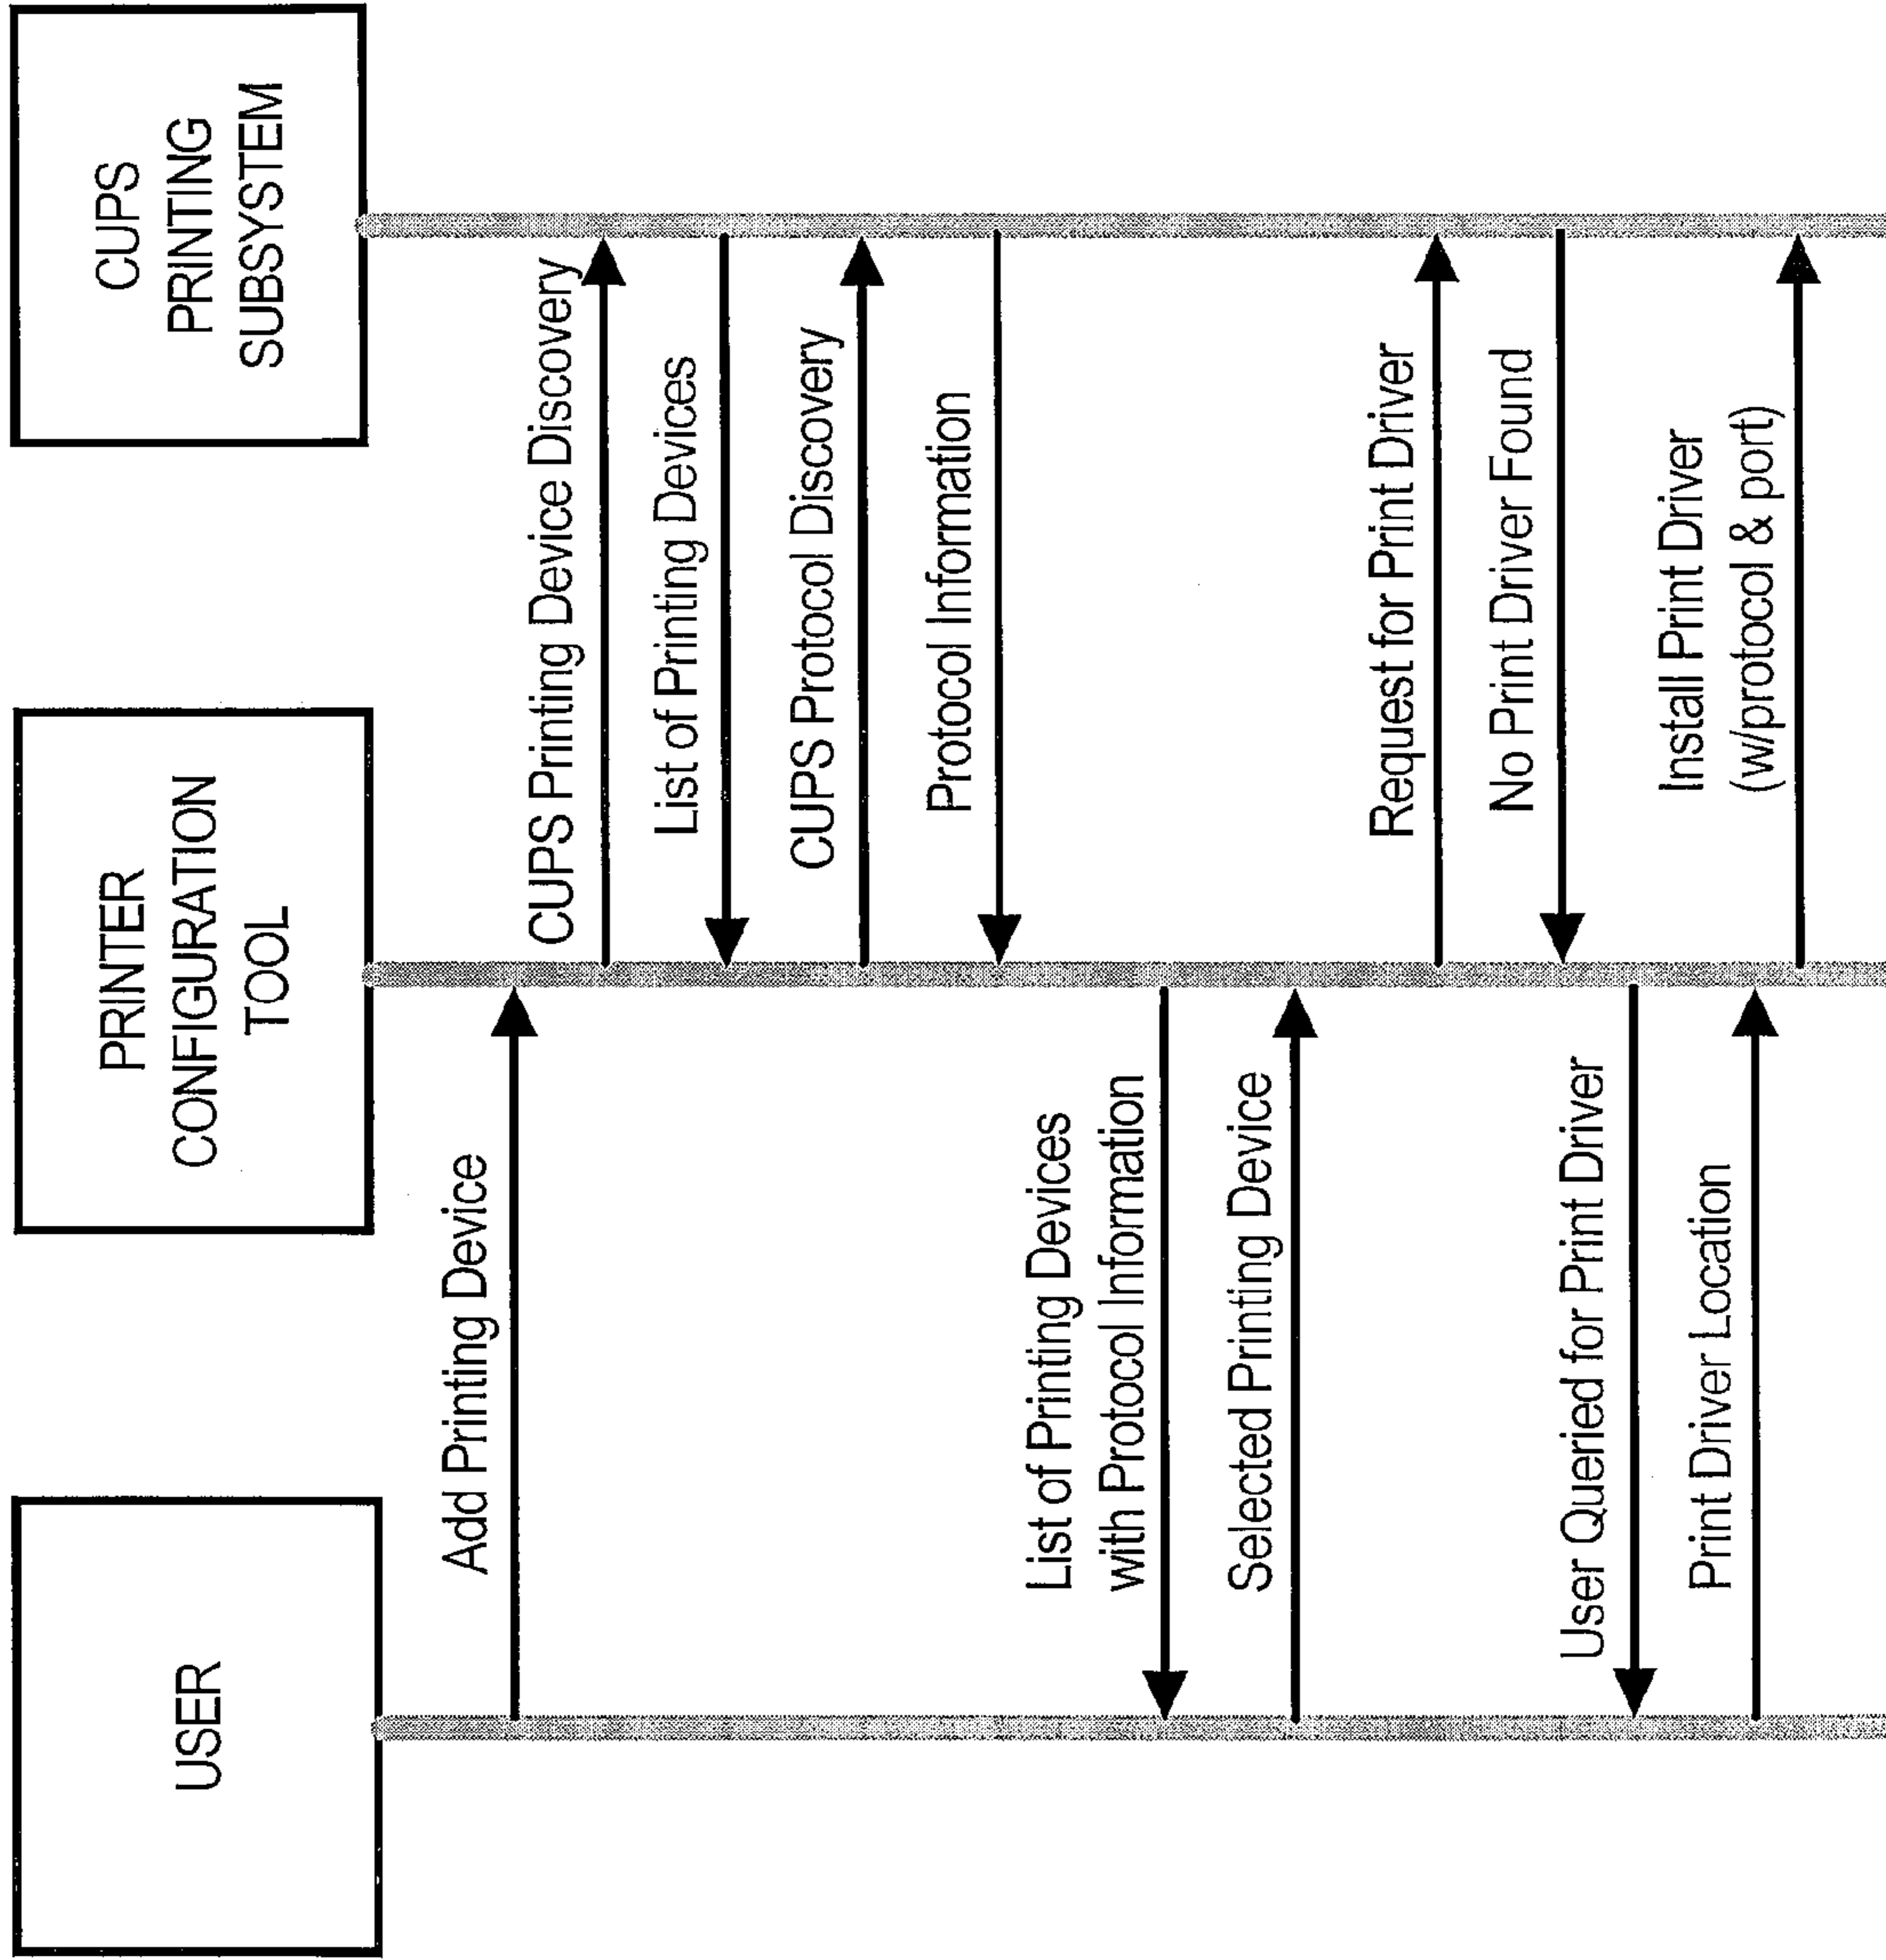 USER
PRINTER
CONFIGURATION
TOOL
CUPS
PRINTING
SUBSYSTEM
Add Printing Device
CUPS Printing Device Discovery
List of Printing Devices
CUPS Protocol Discovery
Protocol Information
List of Printing Devices
with Protocol Information
Selected Printing Device
Request for Print Driver
No Print Driver Found
User Queried for Print Driver
Print Driver Location
Install Print Driver
(w/protocol & port)